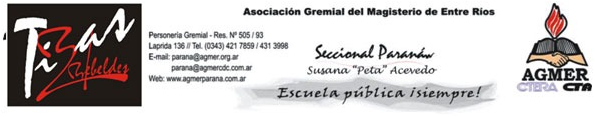 Tizas
Rebeldes
Personería Gremial - Res. Nº 505 / 93
Laprida 136 // Tel. (0343) 421 7859 / 431 3998
E-mail: parana@agmer.org.ar
parana@agmercdc.com.ar
Web: www.agmerparana.com.ar
Asociación Gremial del Magisterio de Entre Ríos
Seccional Paraná
Susana "Peta" Acevedo
Escuela pública ¡siempre!
AGMER
CTERA CTA